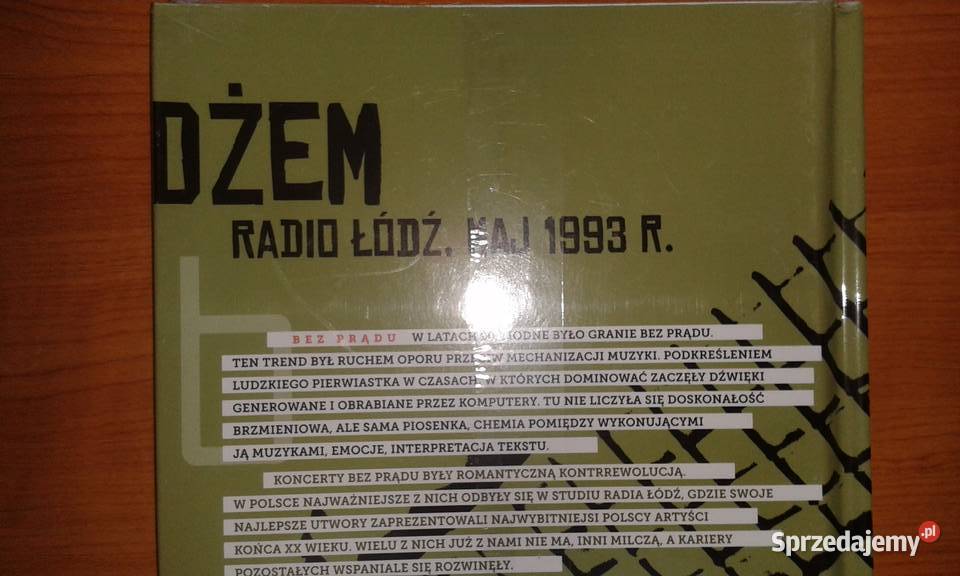 DŻEM
RADIO ŁÓDŹ, MAJ 1993 R.
BEZ PRĄDU W LATACH 90. MODNE BYŁO GRANIE BEZ PRĄDU.
TEN TREND BYŁ RUCHEM OPORU PRZECIW MECHANIZACJI MUZYKI. PODKREŚLENIEM
LUDZKIEGO PIERWIASTKA W CZASACH, W KTÓRYCH DOMINOWAĆ ZACZĘŁY DŹWIĘKI
GENEROWANE I OBRABIANE PRZEZ KOMPUTERY. TU NIE LICZYŁA SIĘ DOSKONAŁOŚĆ
BRZMIENIOWA, ALE SAMA PIOSENKA, CHEMIA POMIĘDZY WYKONUJĄCYMI
JĄ MUZYKAMI, EMOCJE, INTERPRETACJA TEKSTU.
KONCERTY BEZ PRĄDU BYŁY ROMANTYCZNĄ KONTRREWOLUCJĄ.
W POLSCE NAJWAŻNIEJSZE Z NICH ODBYŁY SIĘ W STUDIU RADIA ŁÓDŹ, GDZIE SWOJE
NAJLEPSZE UTWORY ZAPREZENTOWALI NAJWYBITNIEJSI POLSCY ARTYŚCI
KOŃCA XX WIEKU. WIELU Z NICH JUŻ Z NAMI NIE MA, INNI MILCZĄ, A KARIERY
POZOSTAŁYCH WSPANIALE SIĘ ROZWINĘŁY.
Sprzedajemy.pl